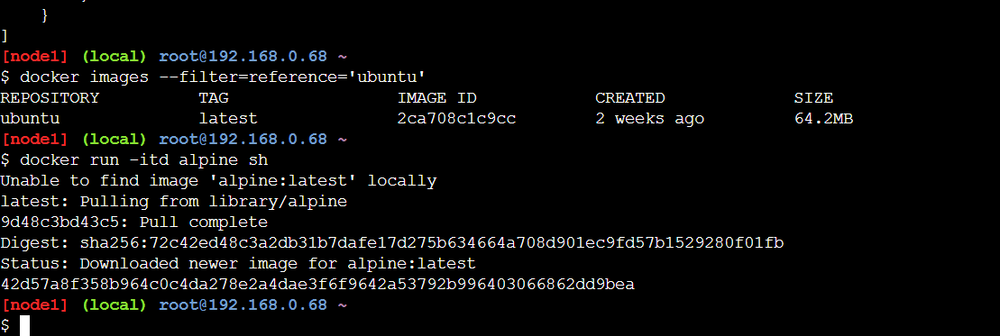 }
]
[node1] (local) root@192.168.0.68 ~
$ docker images --filter=reference='ubuntu'
REPOSITORY TAG IMAGE ID CREATED SIZE
ubuntu latest 2ca708c1c9cc 2 weeks ago 64.2MB
[node1] (local) root@192.168.0.68 ~
$ docker run -itd alpine sh
Unable to find image 'alpine:latest' locally
latest: Pulling from library/alpine
9d48c3bd43c5: Pull complete
Digest: sha256:72c42ed48c3a2db31b7dafe17d275b634664a708d901ec9fd57b1529280f01fb
Status: Downloaded newer image for alpine:latest
42d57a8f358b964c0c4da278e2a4dae3f6f9642a53792b996403066862dd9bea
[node1] (local) root@192.168.0.68 ~
$